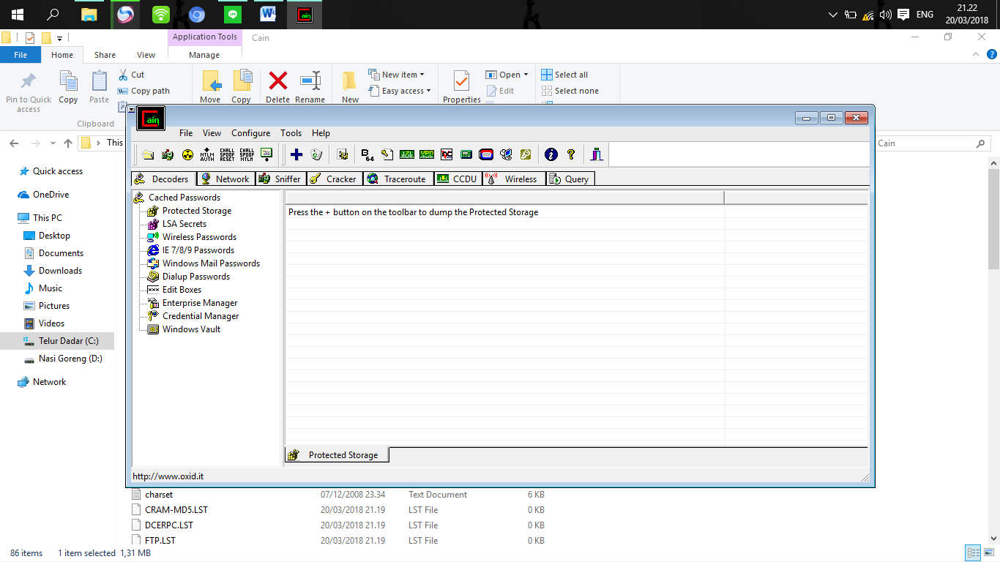 21.22
ENG
20/03/2018
Application Tools
Cain
File
Home
Share
View
Manage
Pin to Quick access
Copy
Paste
Cut
Copy path
Clipboard
Move
Copy
Delete
Rename
New
New item
Easy access
Properties
Open
Edit
Select all
Select none
This
Cain
Quick access
OneDrive
This PC
Desktop
Documents
Downloads
Music
Pictures
Videos
Telur Dadar (C:)
Nasi Goreng (D:)
Network
Cain
File View Configure Tools Help
NTLM AUTH
CHALL SPOOF RESET
CHALL SPOOF NTLM
B64
Decoders Network Sniffer Cracker Traceroute CCDU Wireless Query
Cached Passwords
Protected Storage
LSA Secrets
Wireless Passwords
IE 7/8/9 Passwords
Windows Mail Passwords
Dialup Passwords
Edit Boxes
Enterprise Manager
Credential Manager
Windows Vault
Press the + button on the toolbar to dump the Protected Storage
Protected Storage
http://www.oxid.it
charset 07/12/2008 23.34 Text Document 6 KB
CRAM-MD5.LST 20/03/2018 21.19 LST File 0 KB
DCERPC.LST 20/03/2018 21.19 LST File 0 KB
FTP.LST 20/03/2018 21.19 LST File 0 KB
86 items 1 item selected 1,31 MB